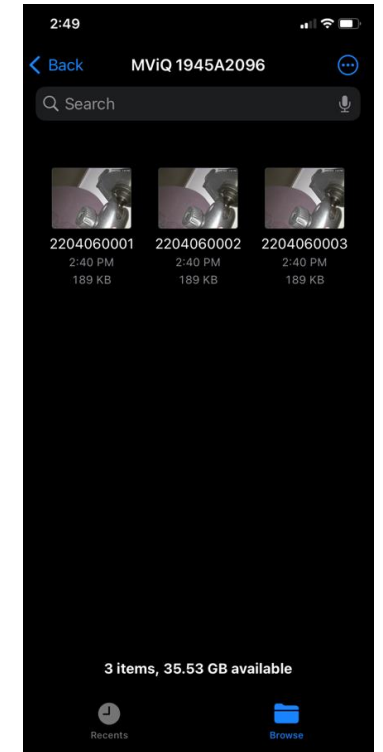 2:49
Back MViQ 1945A2096
Search
2204060001 2204060002 2204060003
2:40 PM 2:40 PM 2:40 PM
189 KB 189 KB 189 KB
3 items, 35.53 GB available
Recents Browse